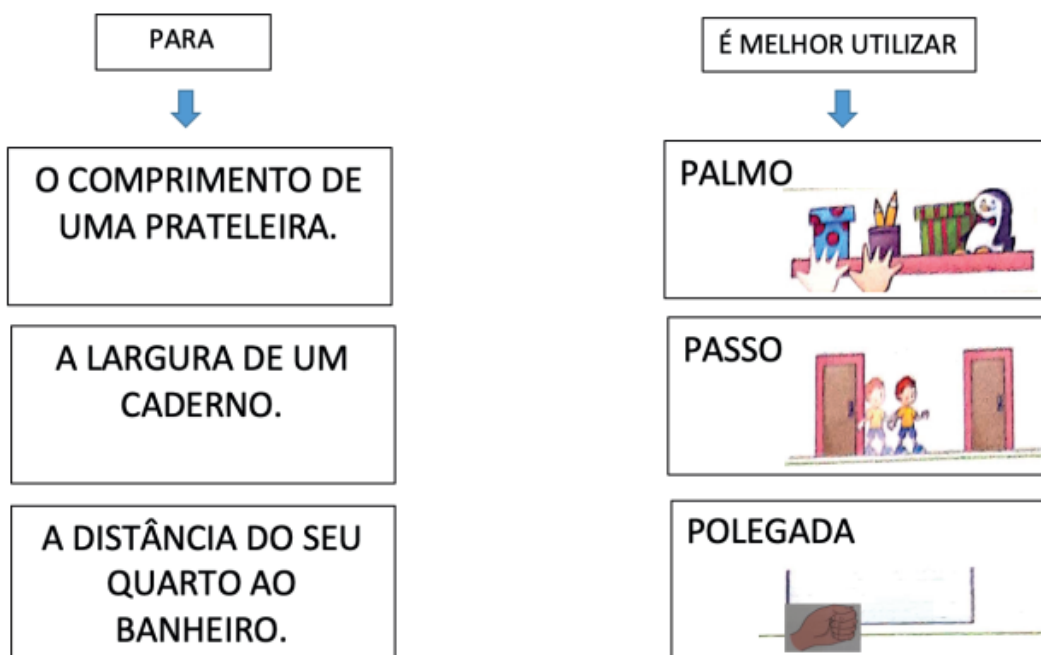 PARA
É MELHOR UTILIZAR
O COMPRIMENTO DE
UMA PRATELEIRA.
PALMO
A LARGURA DE UM
CADERNO.
PASSO
A DISTÂNCIA DO SEU
QUARTO AO
BANHEIRO.
POLEGADA